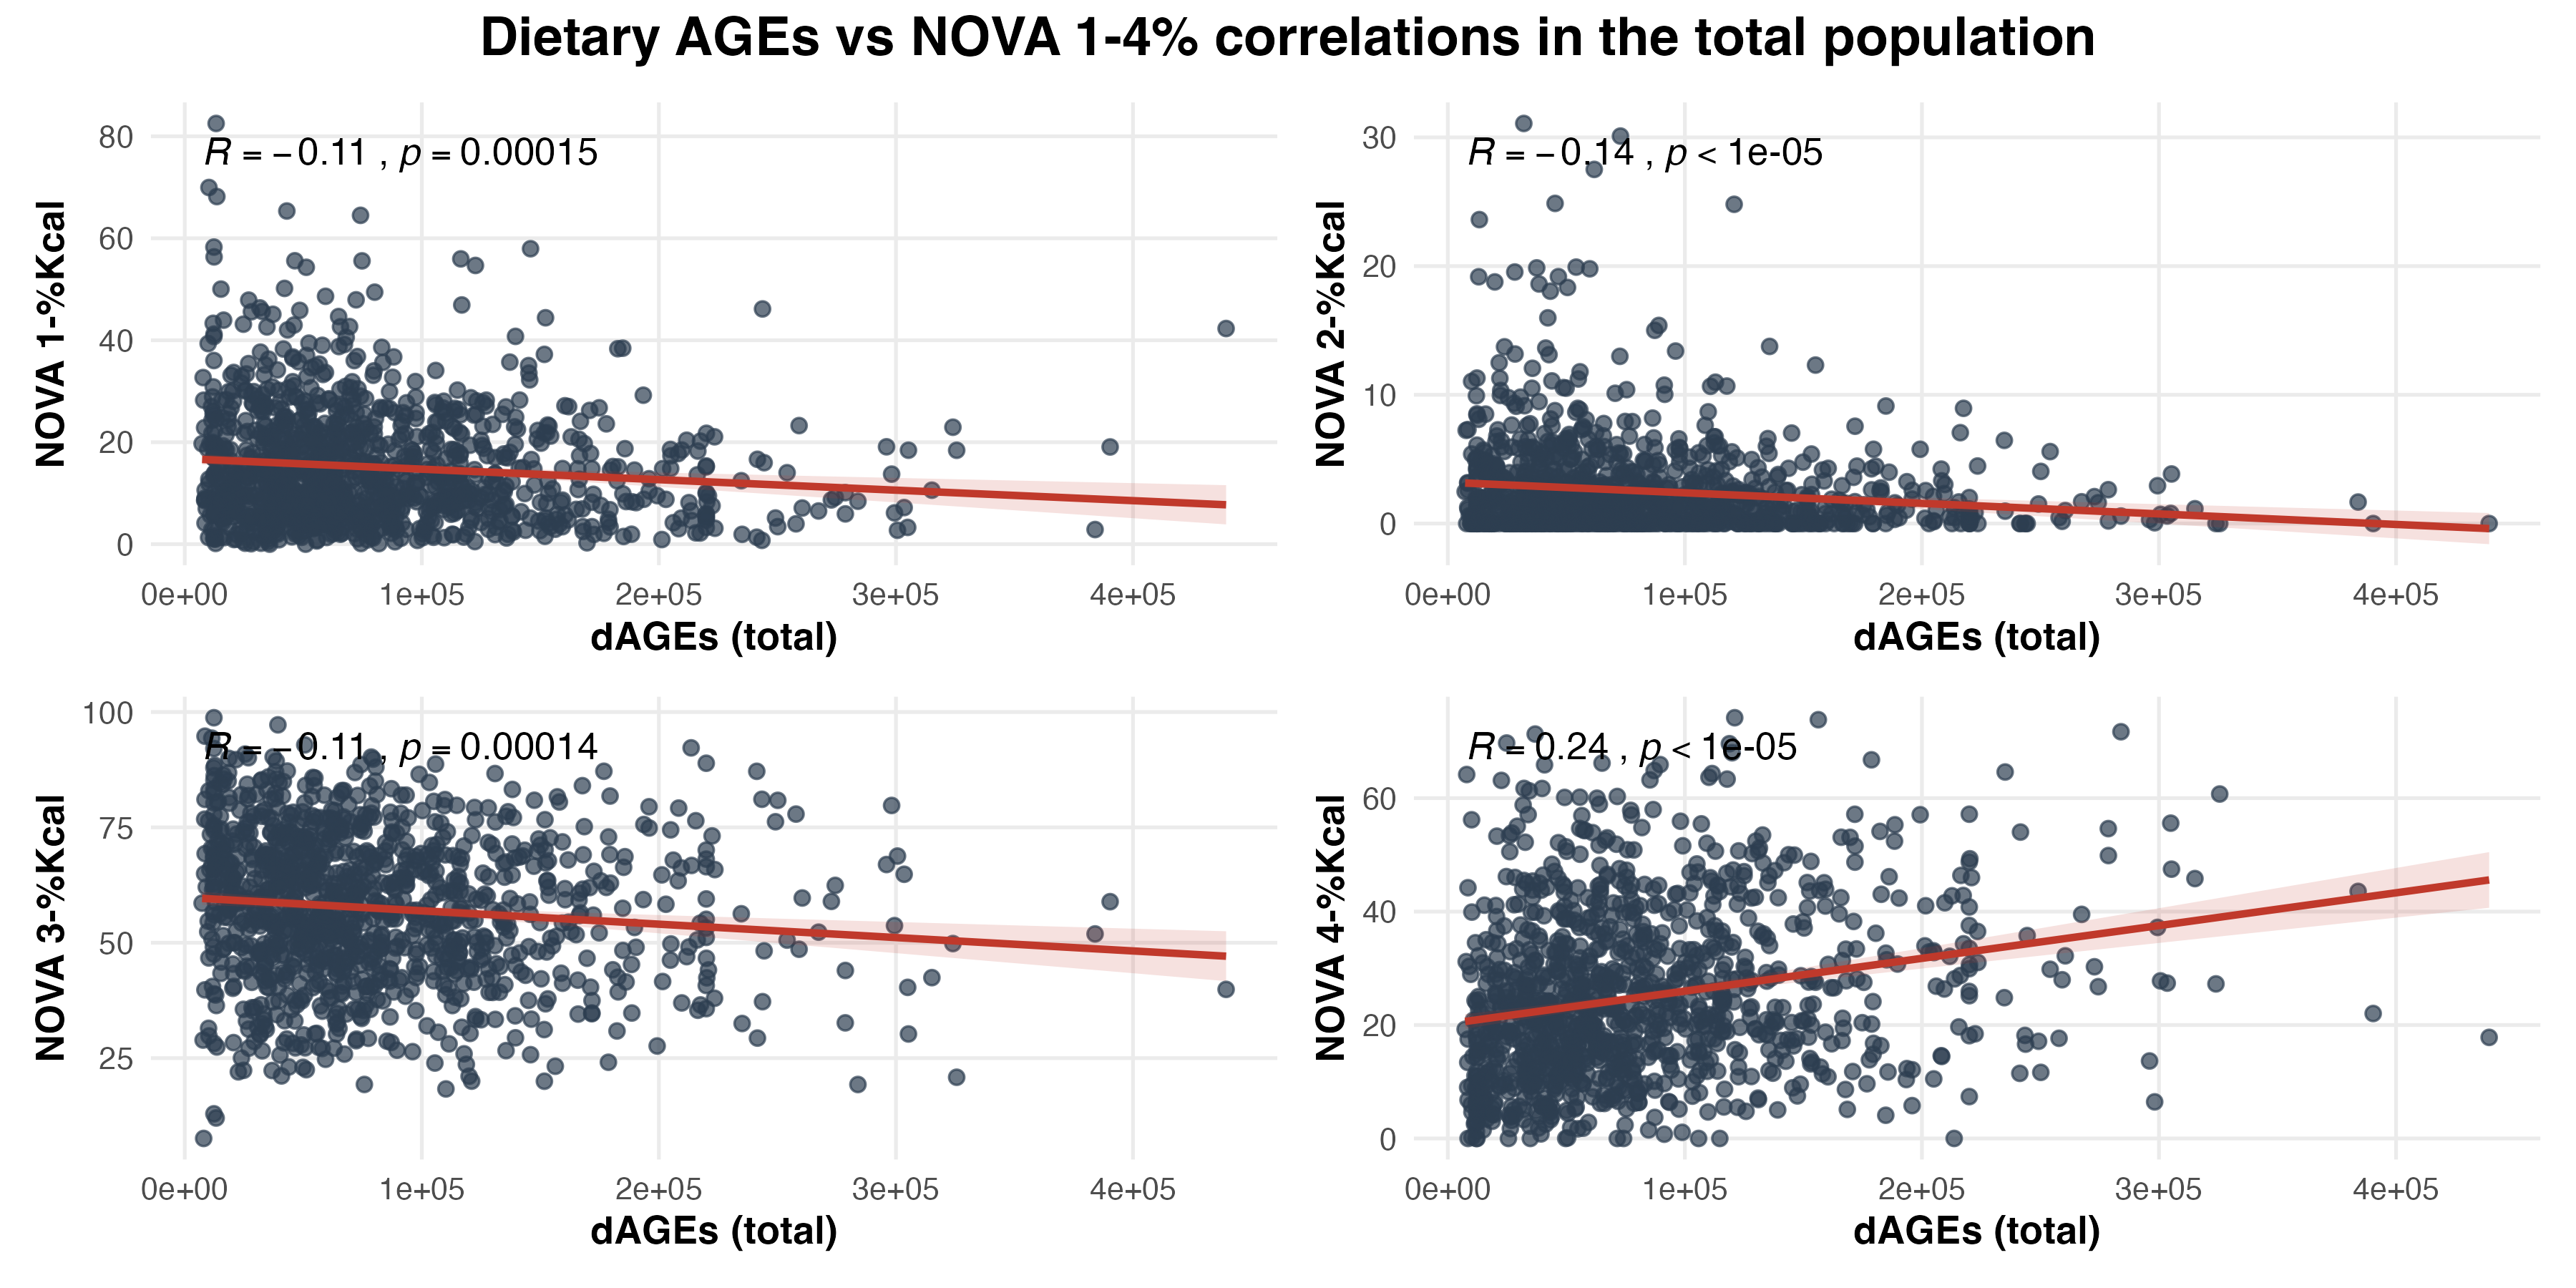 Dietary AGEs vs NOVA 1-4% correlations in the total population
80
60
40
20
0
NOVA 1-%Kcal
R = −0.11 , p = 0.00015
0e+00 1e+05 2e+05 3e+05 4e+05
dAGEs (total)
30
20
10
0
NOVA 2-%Kcal
R = −0.14 , p < 1e-05
0e+00 1e+05 2e+05 3e+05 4e+05
dAGEs (total)
100
75
50
25
NOVA 3-%Kcal
R = −0.11 , p = 0.00014
0e+00 1e+05 2e+05 3e+05 4e+05
dAGEs (total)
60
40
20
0
NOVA 4-%Kcal
R = 0.24 , p < 1e-05
0e+00 1e+05 2e+05 3e+05 4e+05
dAGEs (total)